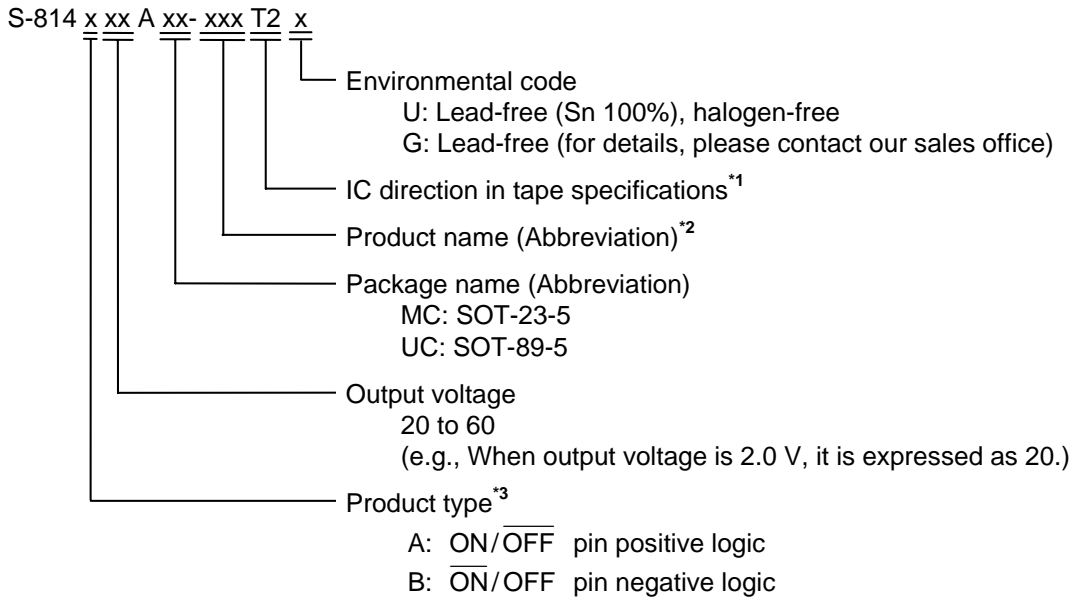 S-814 x xx A xx- xxx T2 x
Environmental code
U: Lead-free (Sn 100%), halogen-free
G: Lead-free (for details, please contact our sales office)
IC direction in tape specifications*1
Product name (Abbreviation)*2
Package name (Abbreviation)
MC: SOT-23-5
UC: SOT-89-5
Output voltage
20 to 60
(e.g., When output voltage is 2.0 V, it is expressed as 20.)
Product type*3
A: ON/O̅F̅F̅ pin positive logic
B: O̅N̅/OFF pin negative logic